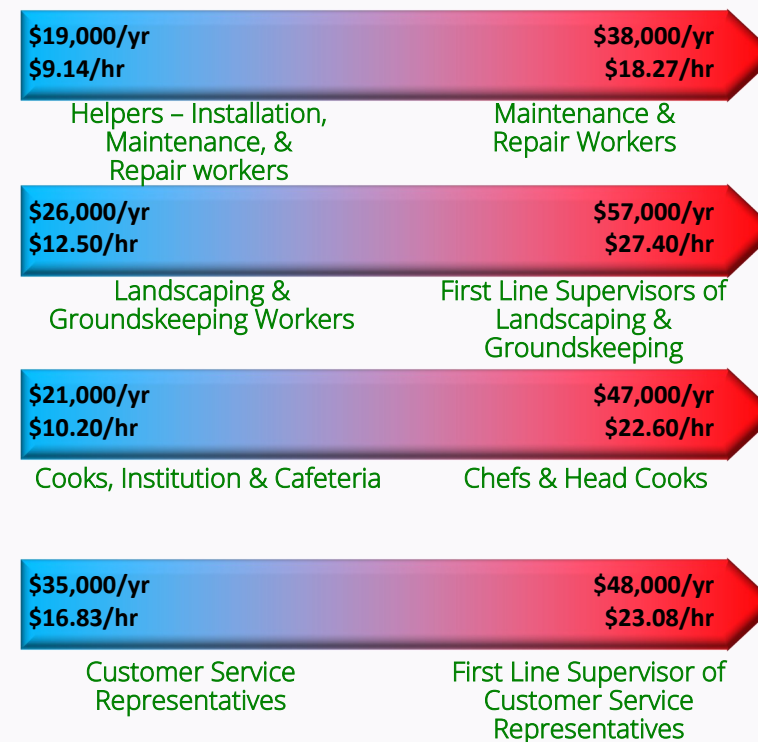 $19,000/yr
$9.14/hr
$38,000/yr
$18.27/hr
Helpers – Installation,
Maintenance, &
Repair workers
Maintenance &
Repair Workers
$26,000/yr
$12.50/hr
$57,000/yr
$27.40/hr
Landscaping &
Groundskeeping Workers
First Line Supervisors of
Landscaping &
Groundskeeping
$21,000/yr
$10.20/hr
$47,000/yr
$22.60/hr
Cooks, Institution & Cafeteria
Chefs & Head Cooks
$35,000/yr
$16.83/hr
$48,000/yr
$23.08/hr
Customer Service
Representatives
First Line Supervisor of
Customer Service
Representatives